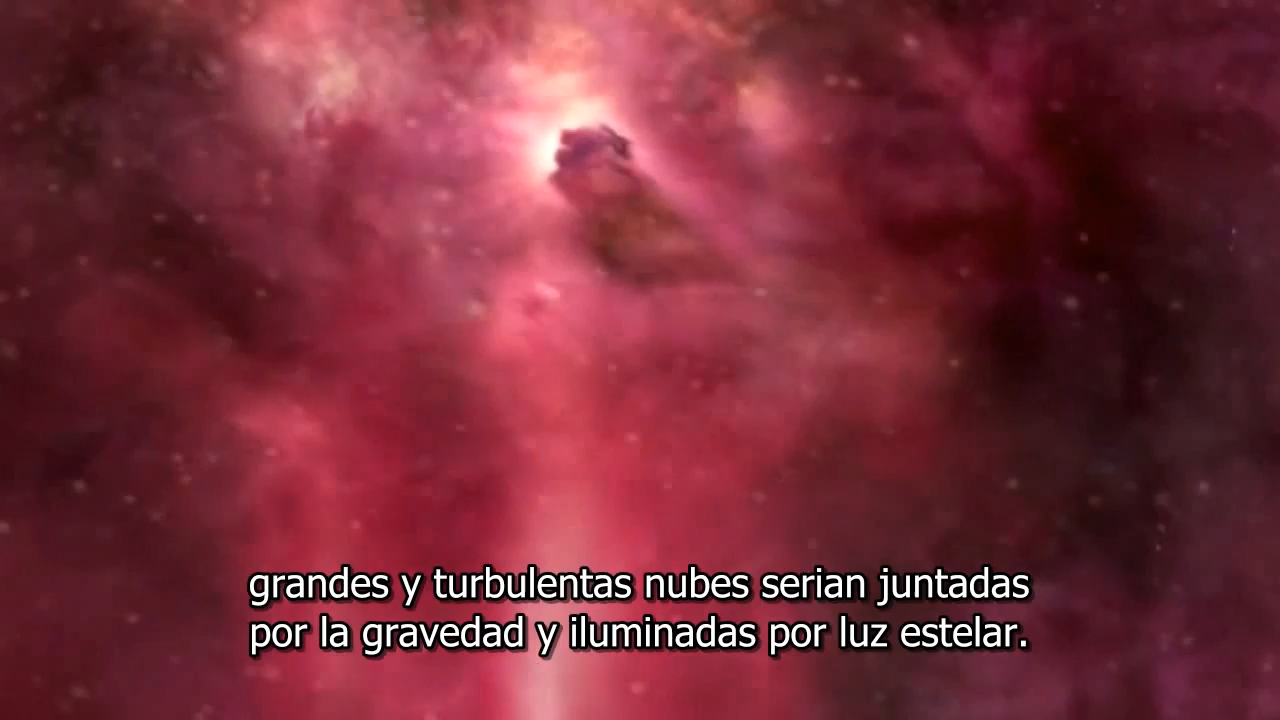 grandes y turbulentas nubes serian juntadas
por la gravedad y iluminadas por luz estelar.